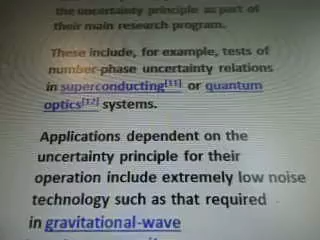 the uncertainty principle as part of
their main research program.
These include, for example, tests of
number-phase uncertainty relations
in superconducting[11] or quantum
optics[12] systems.
Applications dependent on the
uncertainty principle for their
operation include extremely low noise
technology such as that required
in gravitational-wave